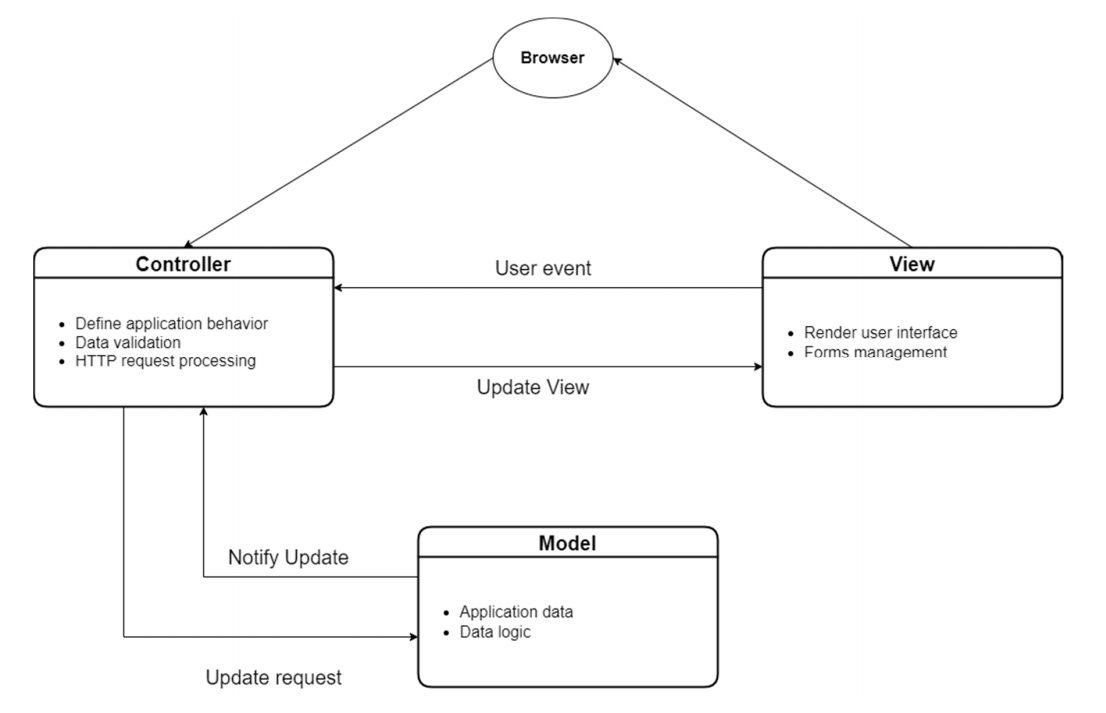 Browser
Controller
Define application behavior
Data validation
HTTP request processing
User event
Update View
View
Render user interface
Forms management
Notify Update
Update request
Model
Application data
Data logic